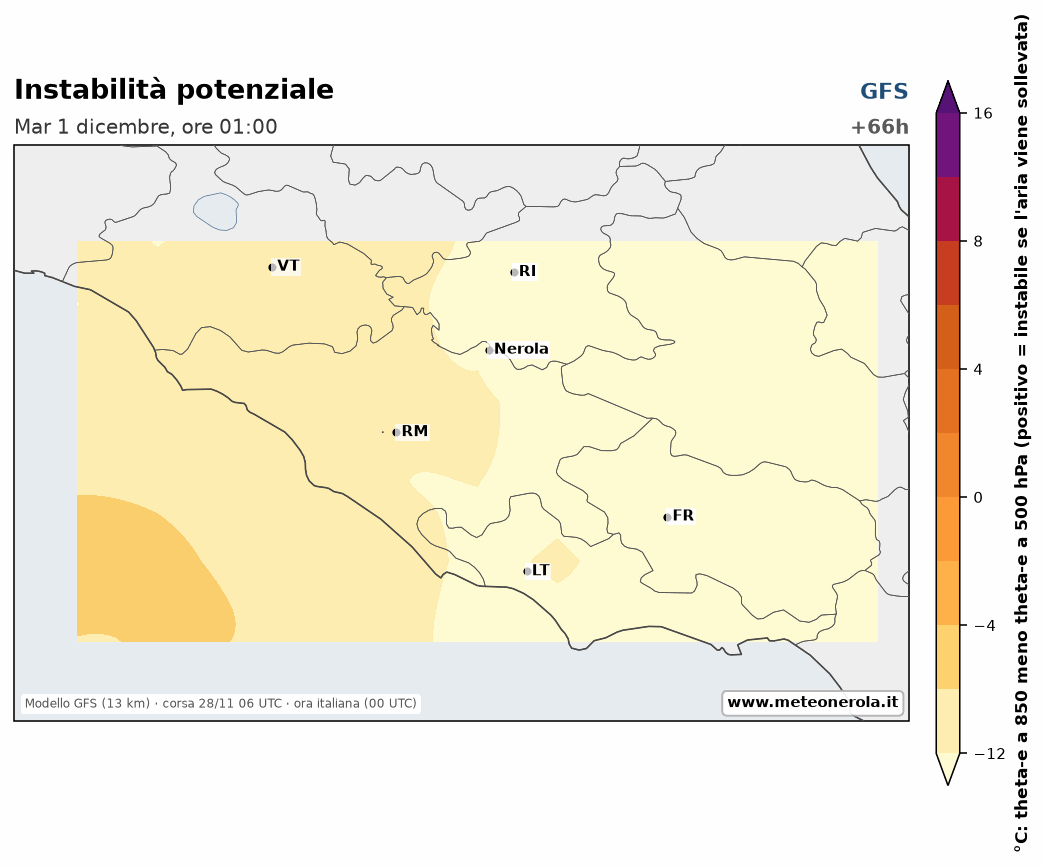 Instabilità potenziale
GFS
Mar 1 dicembre, ore 01:00
+66h
VT
RI
Nerola
RM
FR
LT
Modello GFS (13 km) · corsa 28/11 06 UTC · ora italiana (00 UTC)
www.meteonerola.it
16
8
4
0
−4
−12
°C: theta-e a 850 meno theta-e a 500 hPa (positivo = instabile se l'aria viene sollevata)